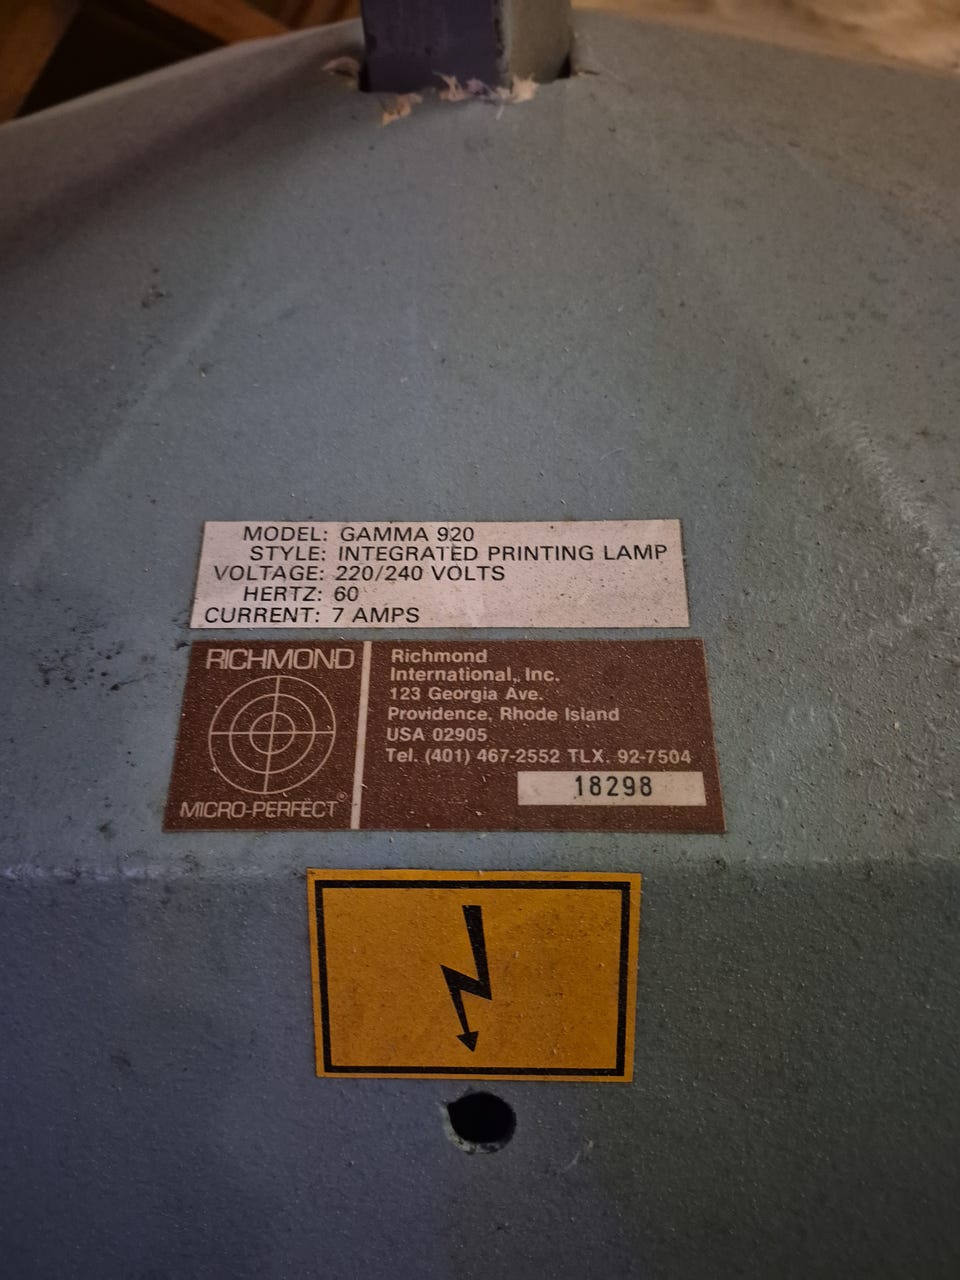 MODEL: GAMMA 920
STYLE: INTEGRATED PRINTING LAMP
VOLTAGE: 220/240 VOLTS
HERTZ: 60
CURRENT: 7 AMPS
RICHMOND
MICRO-PERFECT®
Richmond
International, Inc.
123 Georgia Ave.
Providence, Rhode Island
USA 02905
Tel. (401) 467-2552 TLX. 92-7504
18298